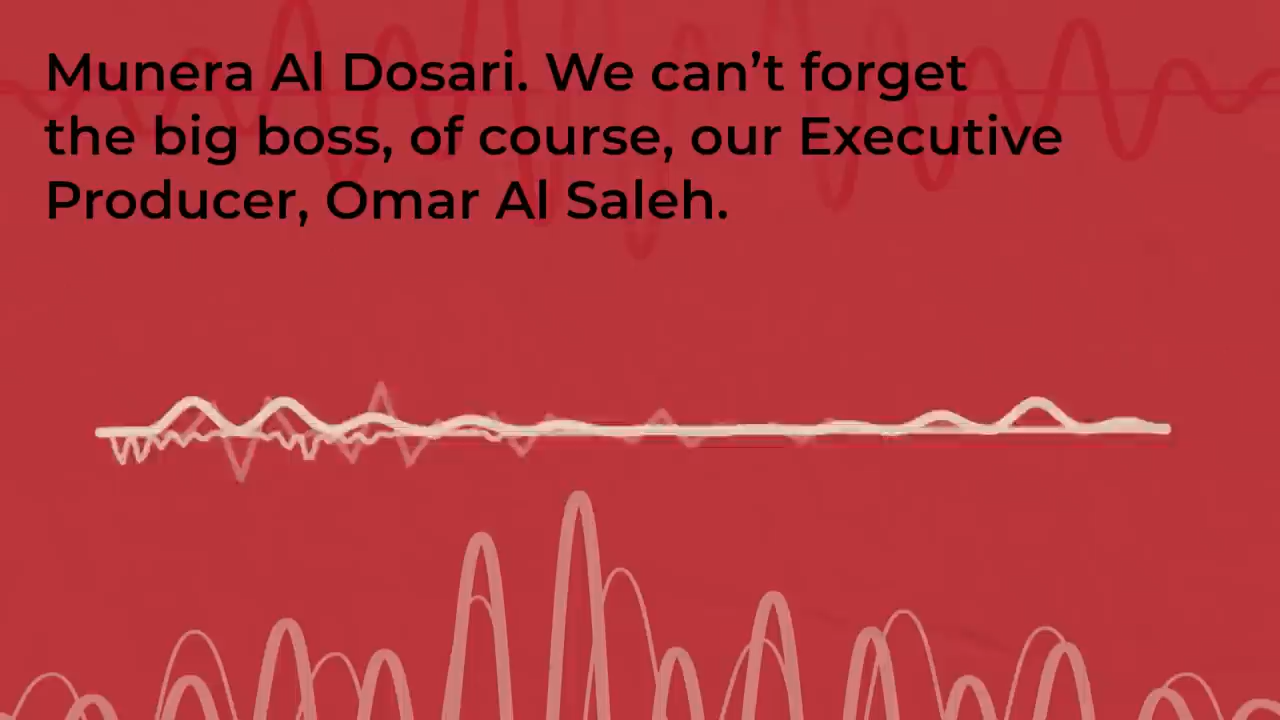 Munera Al Dosari. We can’t forget
the big boss, of course, our Executive
Producer, Omar Al Saleh.